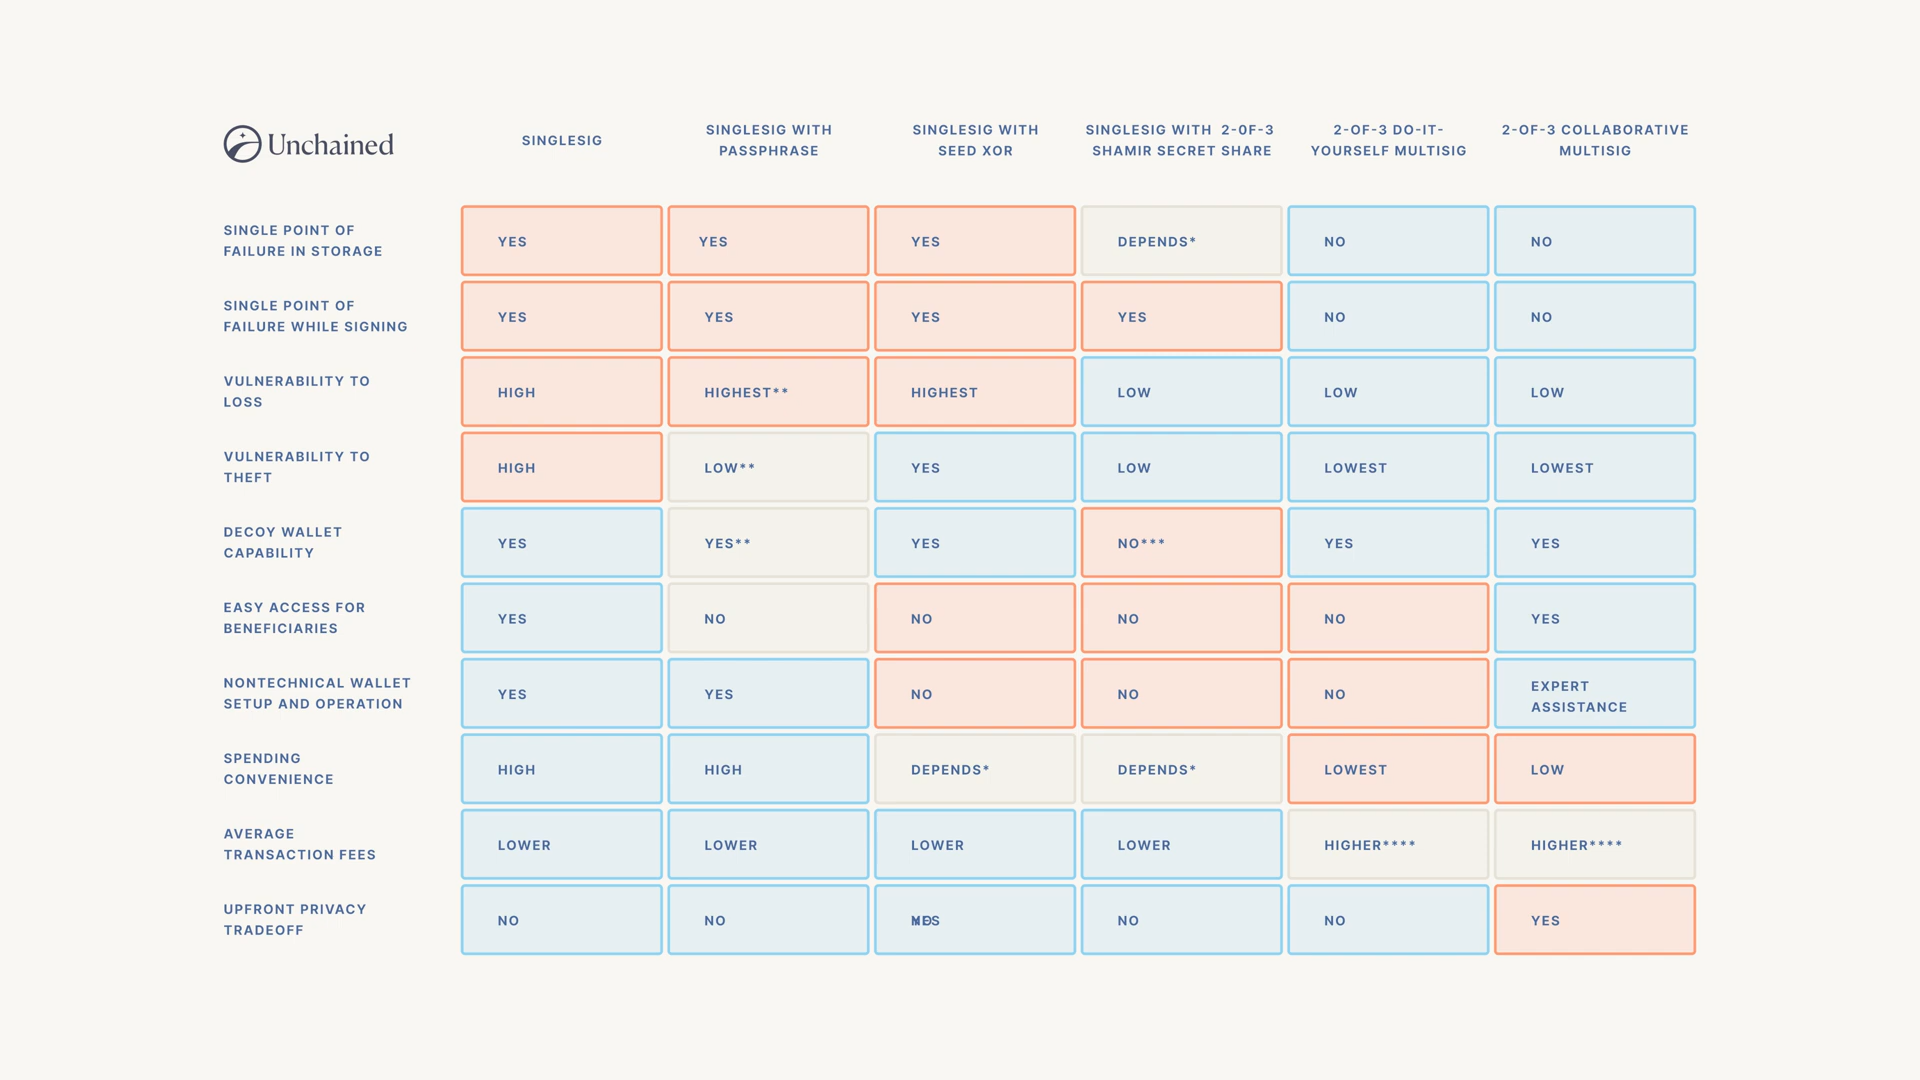 Unchained
SINGLESIG
SINGLESIG WITH
PASSPHRASE
SINGLESIG WITH
SEED XOR
SINGLESIG WITH 2-0F-3
SHAMIR SECRET SHARE
2-OF-3 DO-IT-
YOURSELF MULTISIG
2-OF-3 COLLABORATIVE
MULTISIG
SINGLE POINT OF
FAILURE IN STORAGE
YES
YES
YES
DEPENDS*
NO
NO
SINGLE POINT OF
FAILURE WHILE SIGNING
YES
YES
YES
YES
NO
NO
VULNERABILITY TO
LOSS
HIGH
HIGHEST**
HIGHEST
LOW
LOW
LOW
VULNERABILITY TO
THEFT
HIGH
LOW**
YES
LOW
LOWEST
LOWEST
DECOY WALLET
CAPABILITY
YES
YES**
YES
NO***
YES
YES
EASY ACCESS FOR
BENEFICIARIES
YES
NO
NO
NO
NO
YES
NONTECHNICAL WALLET
SETUP AND OPERATION
YES
YES
NO
NO
NO
EXPERT
ASSISTANCE
SPENDING
CONVENIENCE
HIGH
HIGH
DEPENDS*
DEPENDS*
LOWEST
LOW
AVERAGE
TRANSACTION FEES
LOWER
LOWER
LOWER
LOWER
HIGHER****
HIGHER****
UPFRONT PRIVACY
TRADEOFF
NO
NO
NO
NO
YES